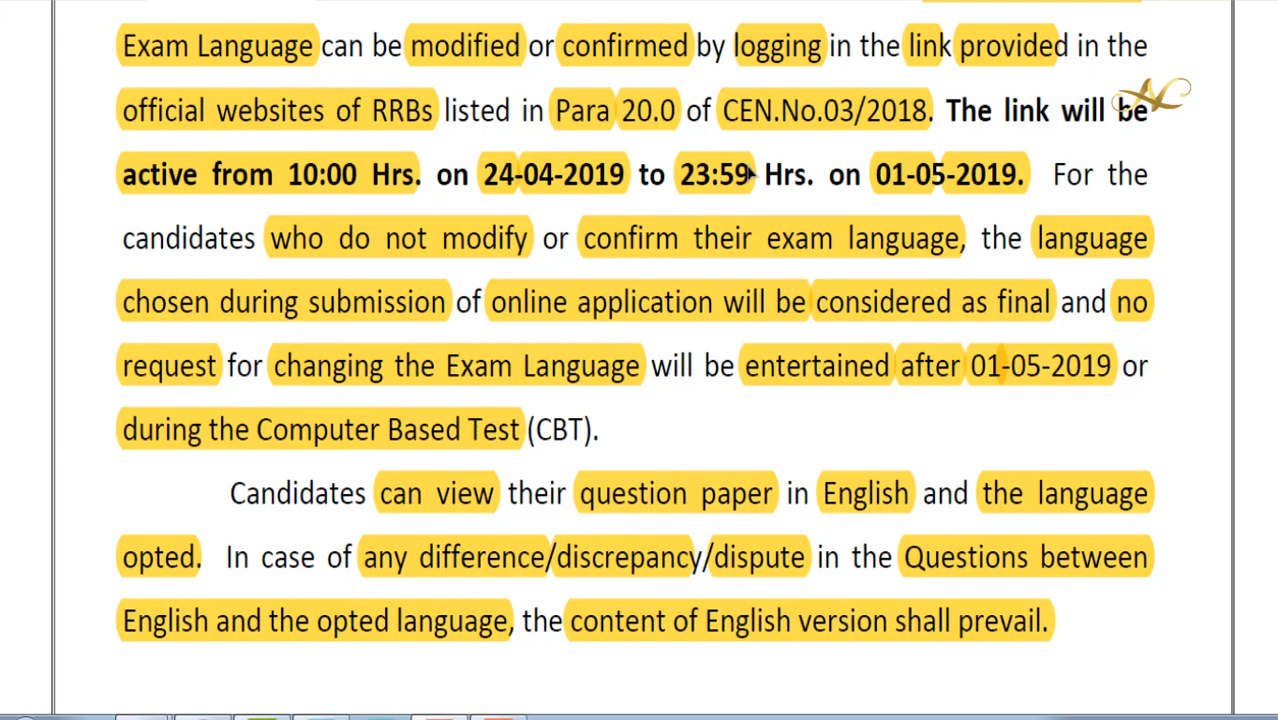 Exam Language can be modified or confirmed by logging in the link provided in the
official websites of RRBs listed in Para 20.0 of CEN.No.03/2018. The link will be
active from 10:00 Hrs. on 24-04-2019 to 23:59 Hrs. on 01-05-2019. For the
candidates who do not modify or confirm their exam language, the language
chosen during submission of online application will be considered as final and no
request for changing the Exam Language will be entertained after 01-05-2019 or
during the Computer Based Test (CBT).
Candidates can view their question paper in English and the language
opted. In case of any difference/discrepancy/dispute in the Questions between
English and the opted language, the content of English version shall prevail.